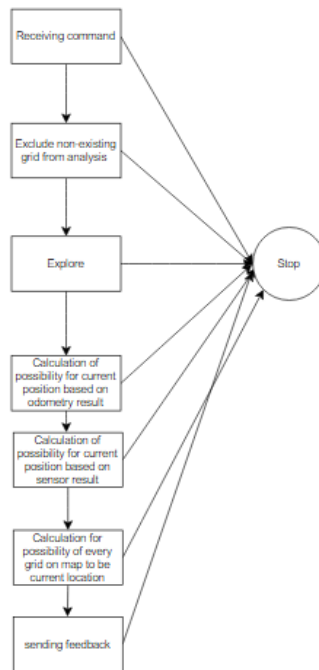 Receiving command
Exclude non-existing
grid from analysis
Explore
Stop
Calculation of
possibility for current
position based on
odometry result
Calculation of
possibility for current
position based on
sensor result
Calculation for
possibility of every
grid on map to be
current location
sending feedback